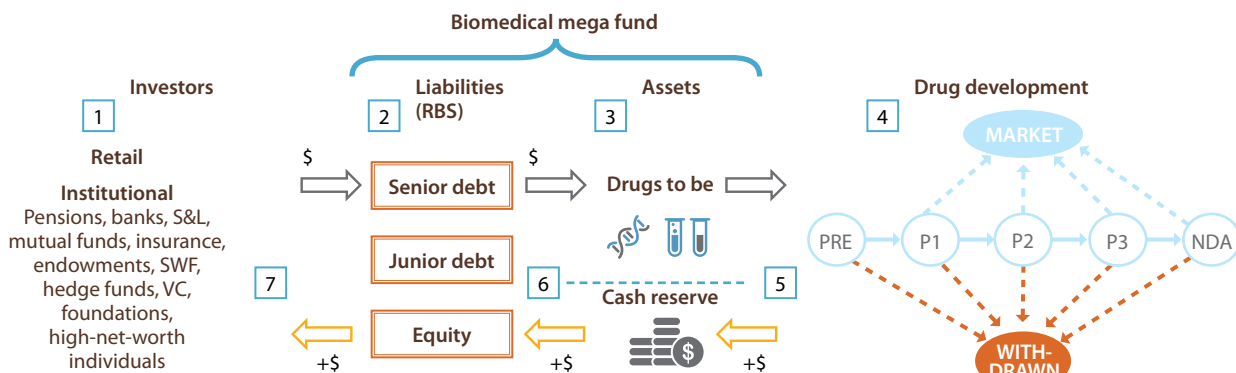 Biomedical mega fund
Investors
Liabilities
(RBS)
Assets
Drug development
1
2
3
4
Retail
Institutional
Pensions, banks, S&L,
mutual funds, insurance,
endowments, SWF,
hedge funds, VC,
foundations,
high-net-worth
individuals
$
Senior debt
$
Drugs to be
Junior debt
7
6
5
Cash reserve
Equity
$
+$
+$
+$
MARKET
PRE
P1
P2
P3
NDA
WITH-
DRAWN